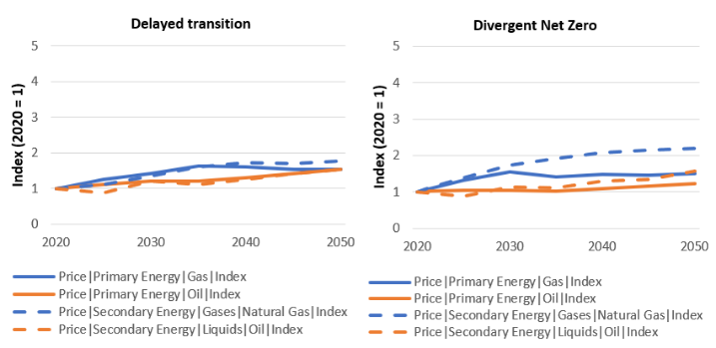 Delayed transition
Index (2020 = 1)
5
4
3
2
1
0
2020 2030 2040 2050
Price|Primary Energy|Gas|Index
Price|Primary Energy|Oil|Index
Price|Secondary Energy|Gases|Natural Gas|Index
Price|Secondary Energy|Liquids|Oil|Index
Divergent Net Zero
Index (2020 = 1)
5
4
3
2
1
0
2020 2030 2040 2050
Price|Primary Energy|Gas|Index
Price|Primary Energy|Oil|Index
Price|Secondary Energy|Gases|Natural Gas|Index
Price|Secondary Energy|Liquids|Oil|Index